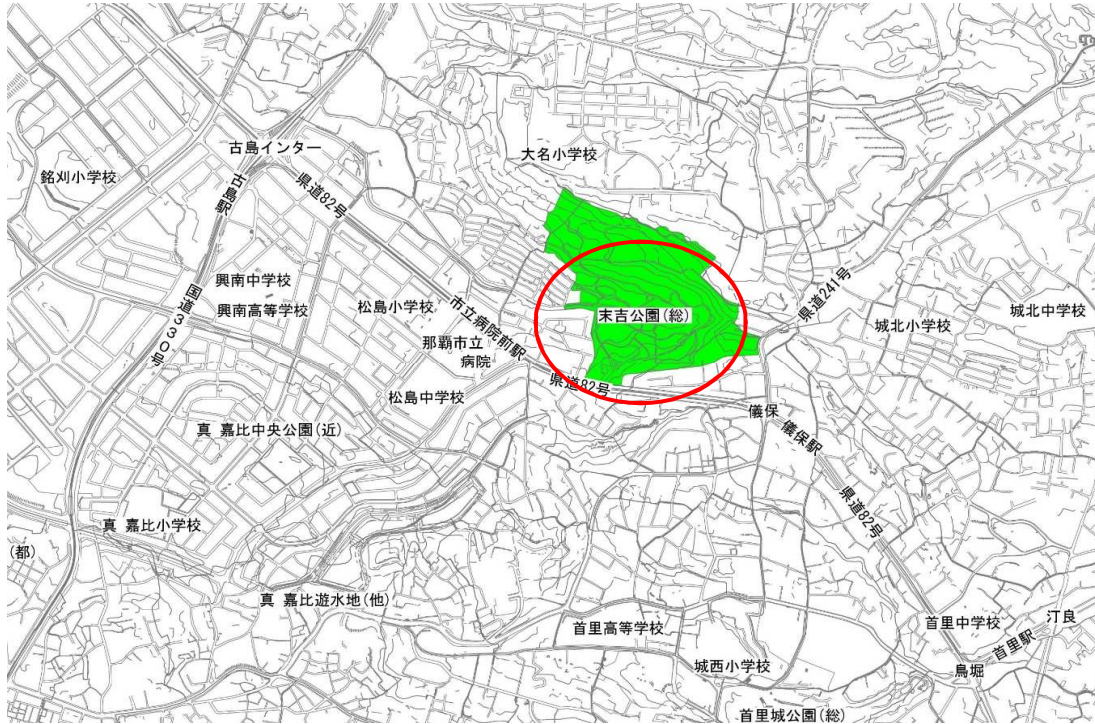 古島インター
大名小学校
銘刈小学校
県道82号
古島駅
国道330号
興南中学校
興南高等学校
松島小学校
市立病院前駅
末吉公園(総)
県道241号
城北小学校
城北中学校
那覇市立
病院
松島中学校
県道82号
儀保
儀保駅
真 嘉比中央公園(近)
県道82号
真 嘉比小学校
(都)
真 嘉比遊水地(他)
首里高等学校
首里中学校
汀良
首里駅
城西小学校
鳥堀
首里城公園(総)